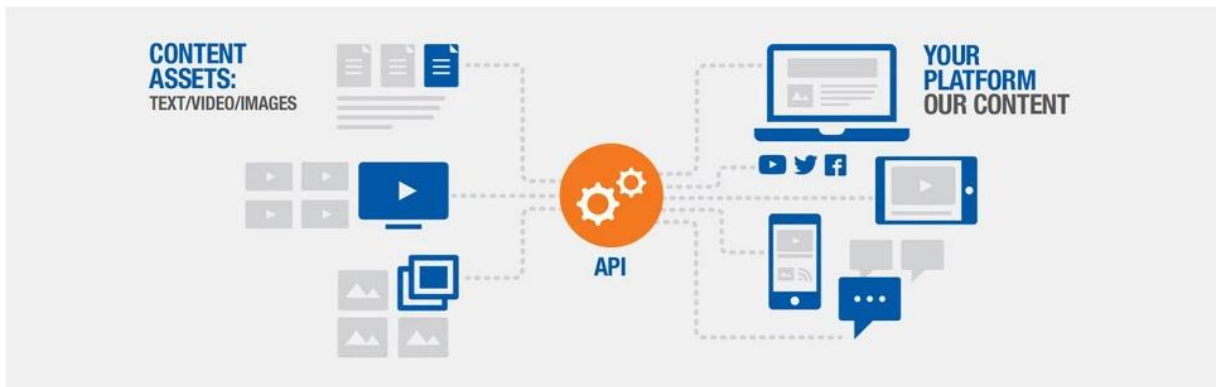 CONTENT
ASSETS:
TEXT/VIDEO/IMAGES
YOUR
PLATFORM
OUR CONTENT
API